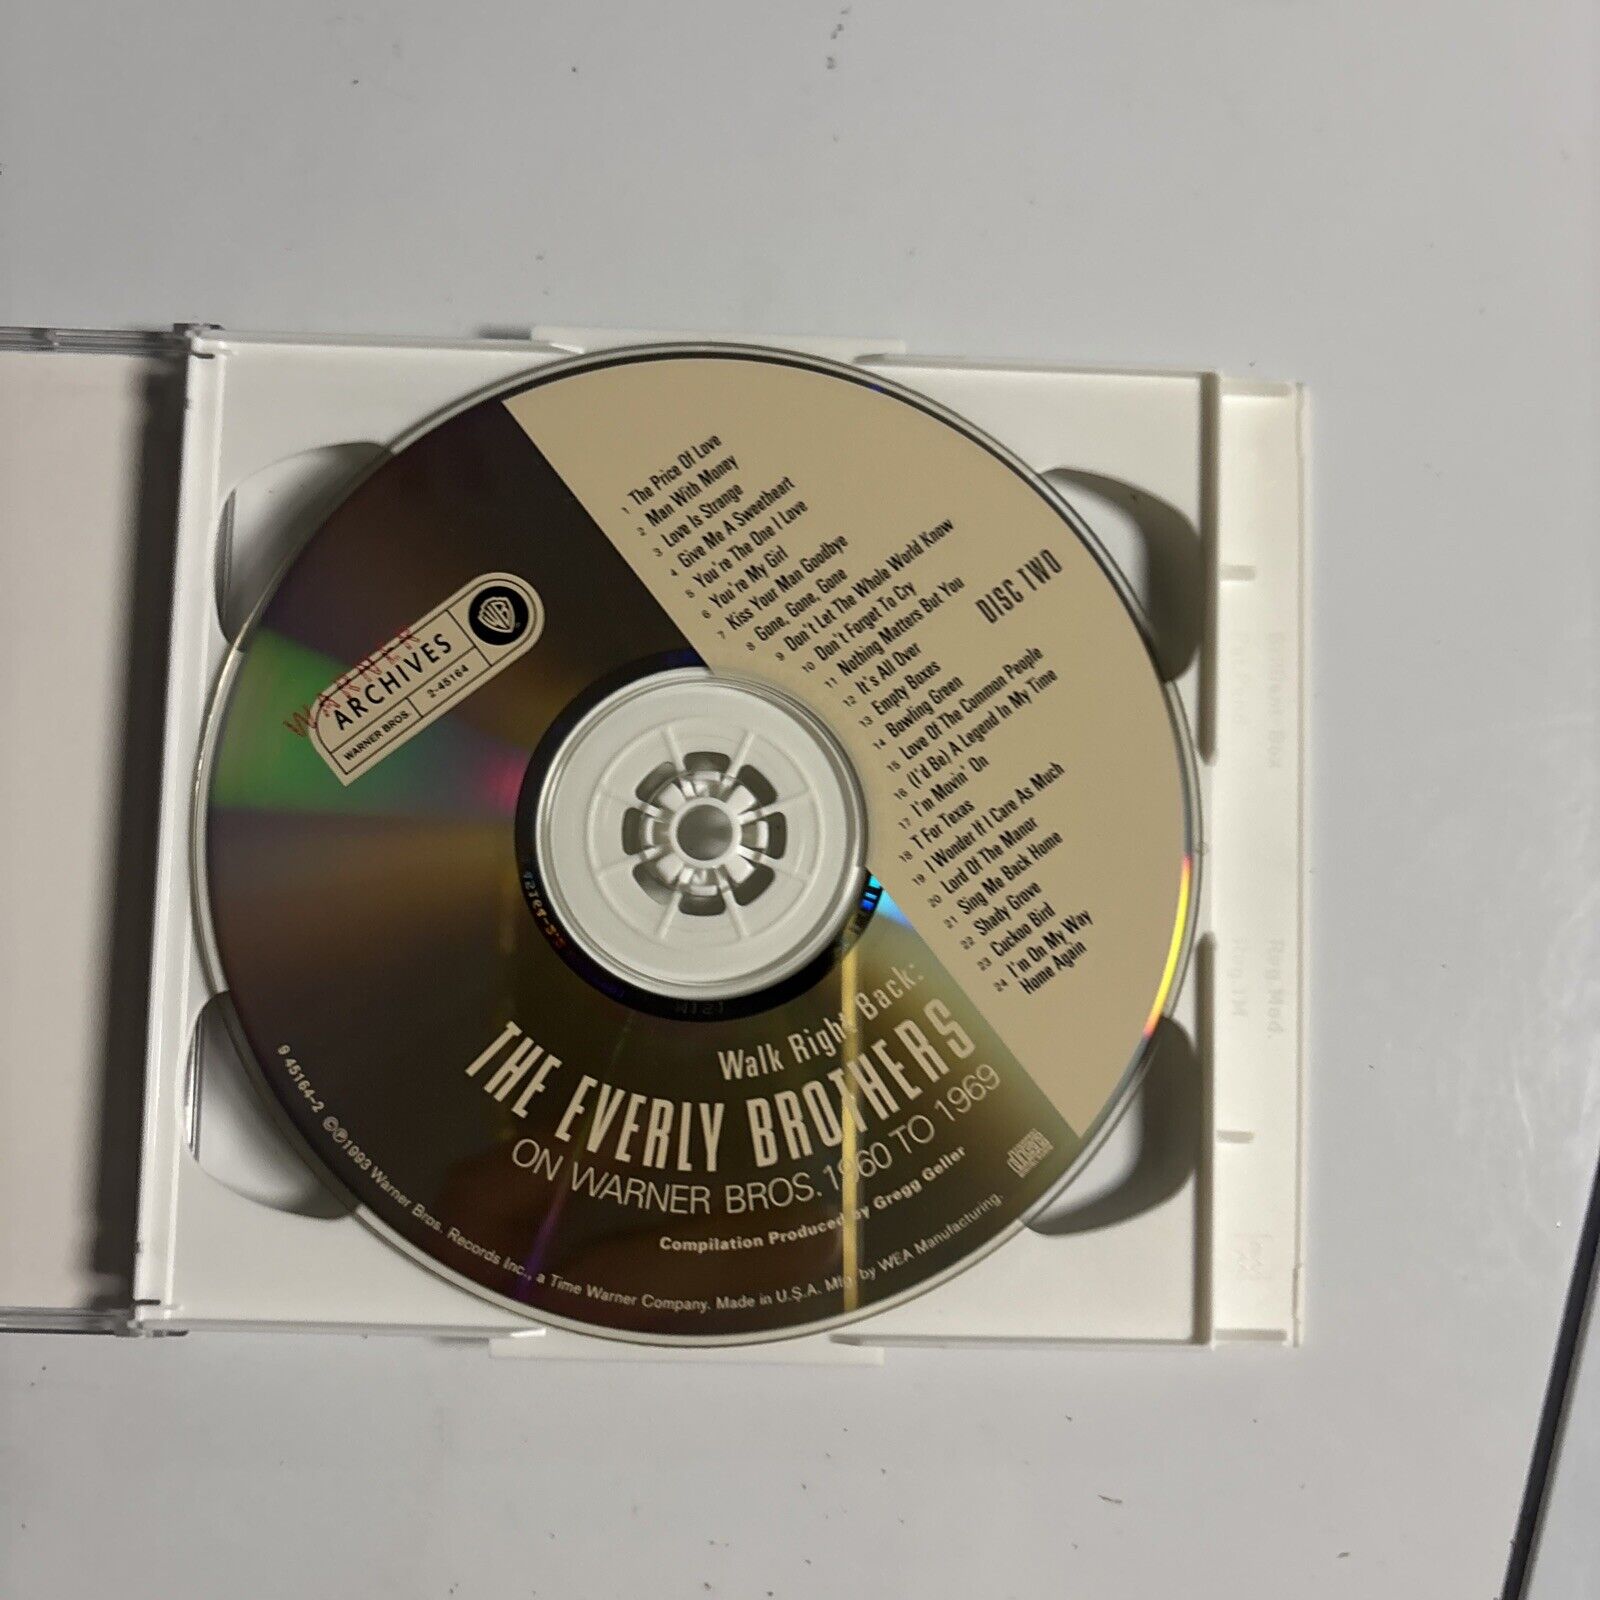 1 The Price Of Love
2 Man With Money
3 Love Is Strange
4 Give Me A Sweetheart
5 You're The One I Love
6 You're My Girl
7 Kiss Your Man Goodbye
8 Gone, Gone, Gone
9 Don't Let The Whole World Know
10 Don't Forget To Cry
11 Nothing Matters But You
12 It's All Over
13 Empty Boxes
14 Bowling Green
15 Love Of The Common People
16 (I'd Be) A Legend In My Time
17 I'm Movin' On
18 T For Texas
19 I Wonder If I Care As Much
20 Lord Of The Manor
21 Sing Me Back Home
22 Shady Grove
23 Cuckoo Bird
24 I'm On My Way
Home Again
DISC TWO
WARNER
ARCHIVES
WARNER BROS. 2-45164
WB
Walk Right Back:
THE EVERLY BROTHERS
ON WARNER BROS. 1960 TO 1969
Compilation Produced by Gregg Geller
9 45164-2 ©℗1993 Warner Bros. Records Inc., a Time Warner Company. Made in U.S.A. Mfg. by WEA Manufacturing.
COMPACT
disc
DIGITAL AUDIO